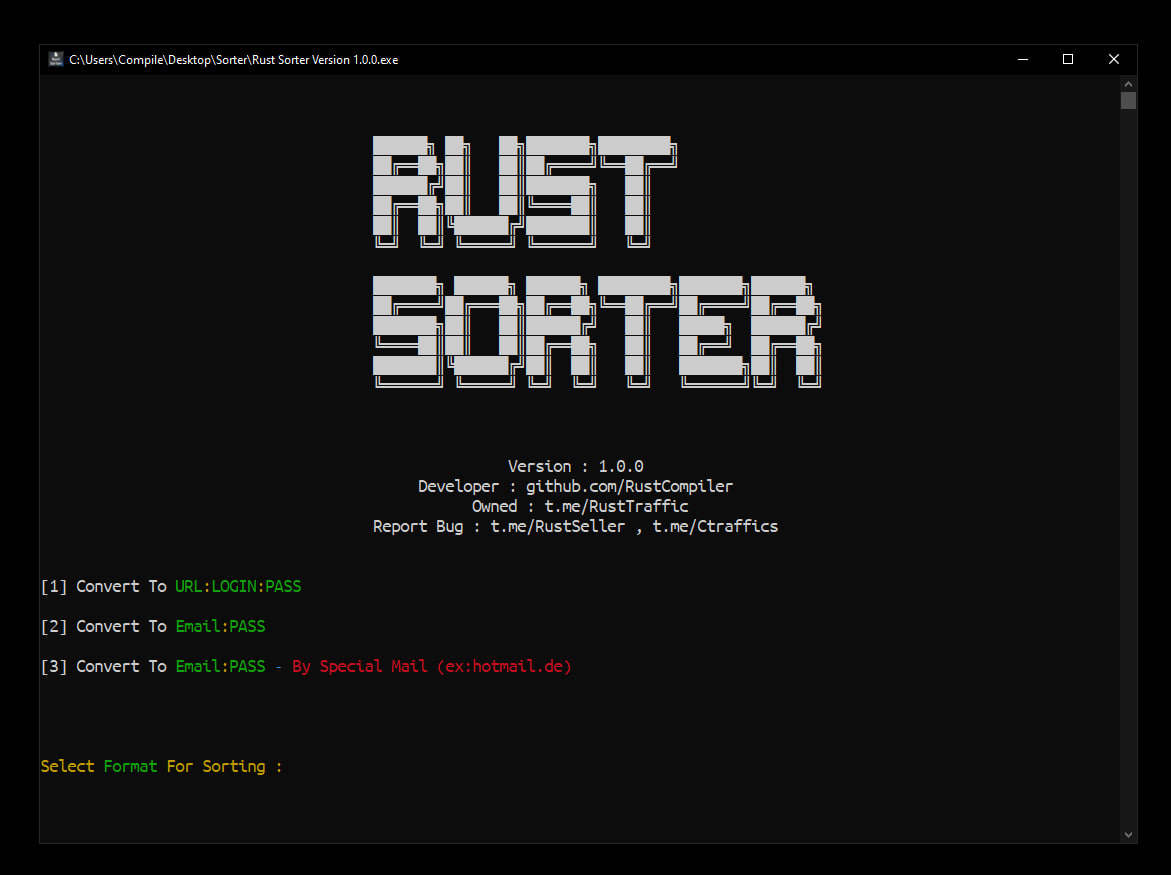 C:\Users\Compile\Desktop\Sorter\Rust Sorter Version 1.0.0.exe
RUST
SORTER
Version : 1.0.0
Developer : github.com/RustCompiler
Owned : t.me/RustTraffic
Report Bug : t.me/RustSeller , t.me/Ctraffics
[1] Convert To URL:LOGIN:PASS
[2] Convert To Email:PASS
[3] Convert To Email:PASS - By Special Mail (ex:hotmail.de)
Select Format For Sorting :